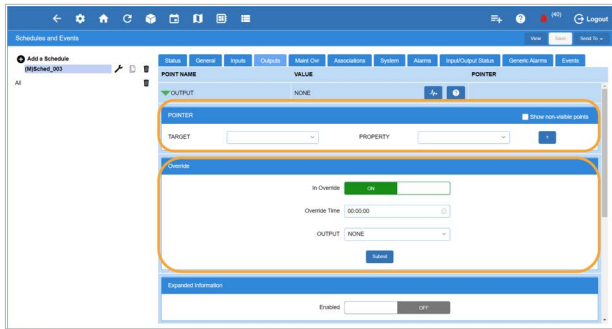 (40)
Logout
Schedules and Events
View Save Send To
Add a Schedule
(M)Sched_003
All
Status General Inputs Outputs Maint Ovr Associations System Alarms Input/Output Status Generic Alarms Events
POINT NAME VALUE POINTER
OUTPUT NONE
POINTER Show non-visible points
TARGET PROPERTY +
Override
In Override ON
Override Time 00:00:00
OUTPUT NONE
Submit
Expanded Information
Enabled OFF